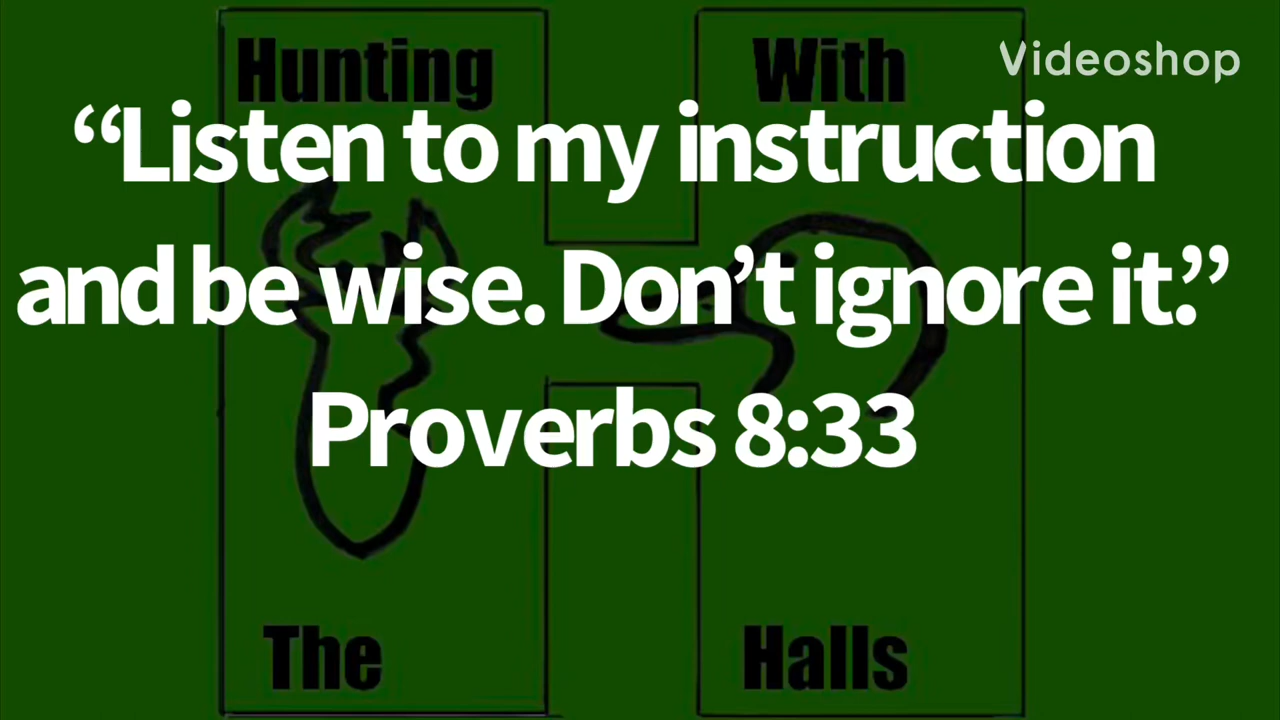 Hunting With
Videoshop
“Listen to my instruction
and be wise. Don’t ignore it.”
Proverbs 8:33
The Halls